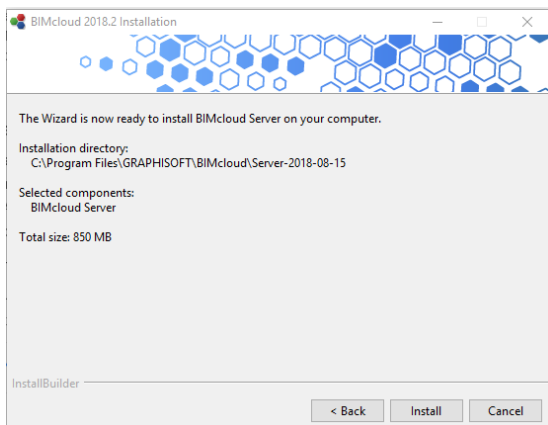 BIMcloud 2018.2 Installation
The Wizard is now ready to install BIMcloud Server on your computer.
Installation directory:
C:\Program Files\GRAPHISOFT\BIMcloud\Server-2018-08-15
Selected components:
BIMcloud Server
Total size: 850 MB
InstallBuilder
< Back Install Cancel